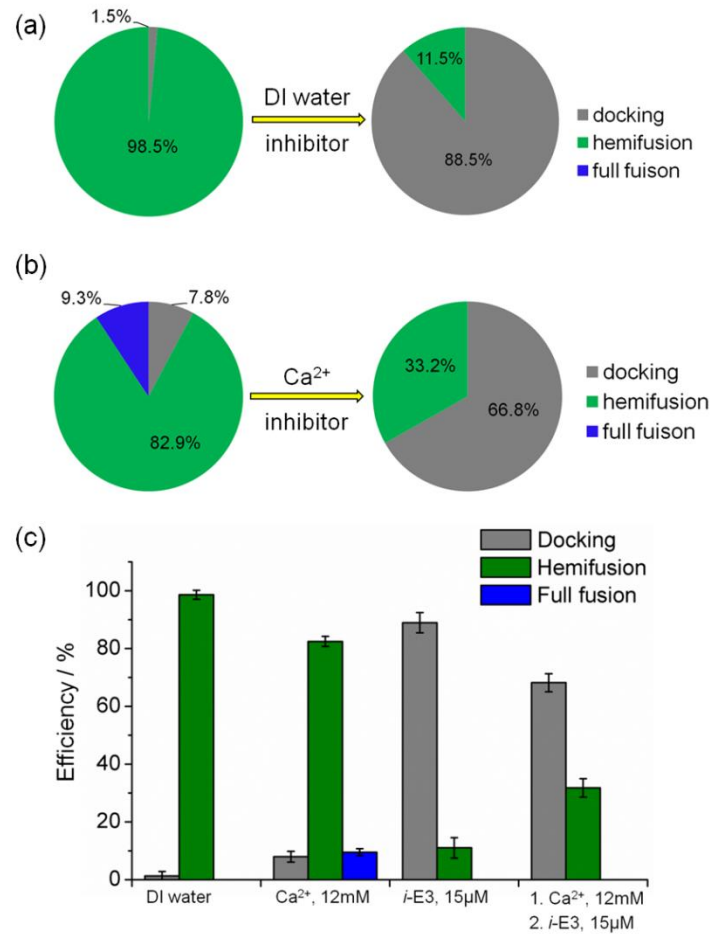 (a)
1.5%
98.5%
DI water
inhibitor
11.5%
88.5%
docking
hemifusion
full fuison
(b)
9.3%
7.8%
82.9%
Ca²⁺
inhibitor
33.2%
66.8%
docking
hemifusion
full fuison
(c)
Docking
Hemifusion
Full fusion
Efficiency / %
100
80
60
40
20
0
DI water
Ca²⁺, 12mM
i-E3, 15μM
1. Ca²⁺, 12mM
2. i-E3, 15μM